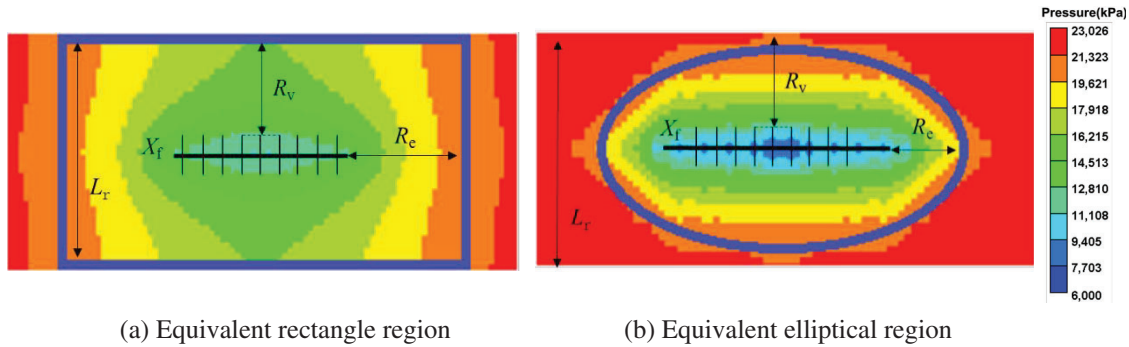 Pressure(kPa)
23,026
21,323
19,621
17,918
16,215
14,513
12,810
11,108
9,405
7,703
6,000
Rv
Xf
Re
Lr
Rv
Xf
Re
Lr
(a) Equivalent rectangle region
(b) Equivalent elliptical region